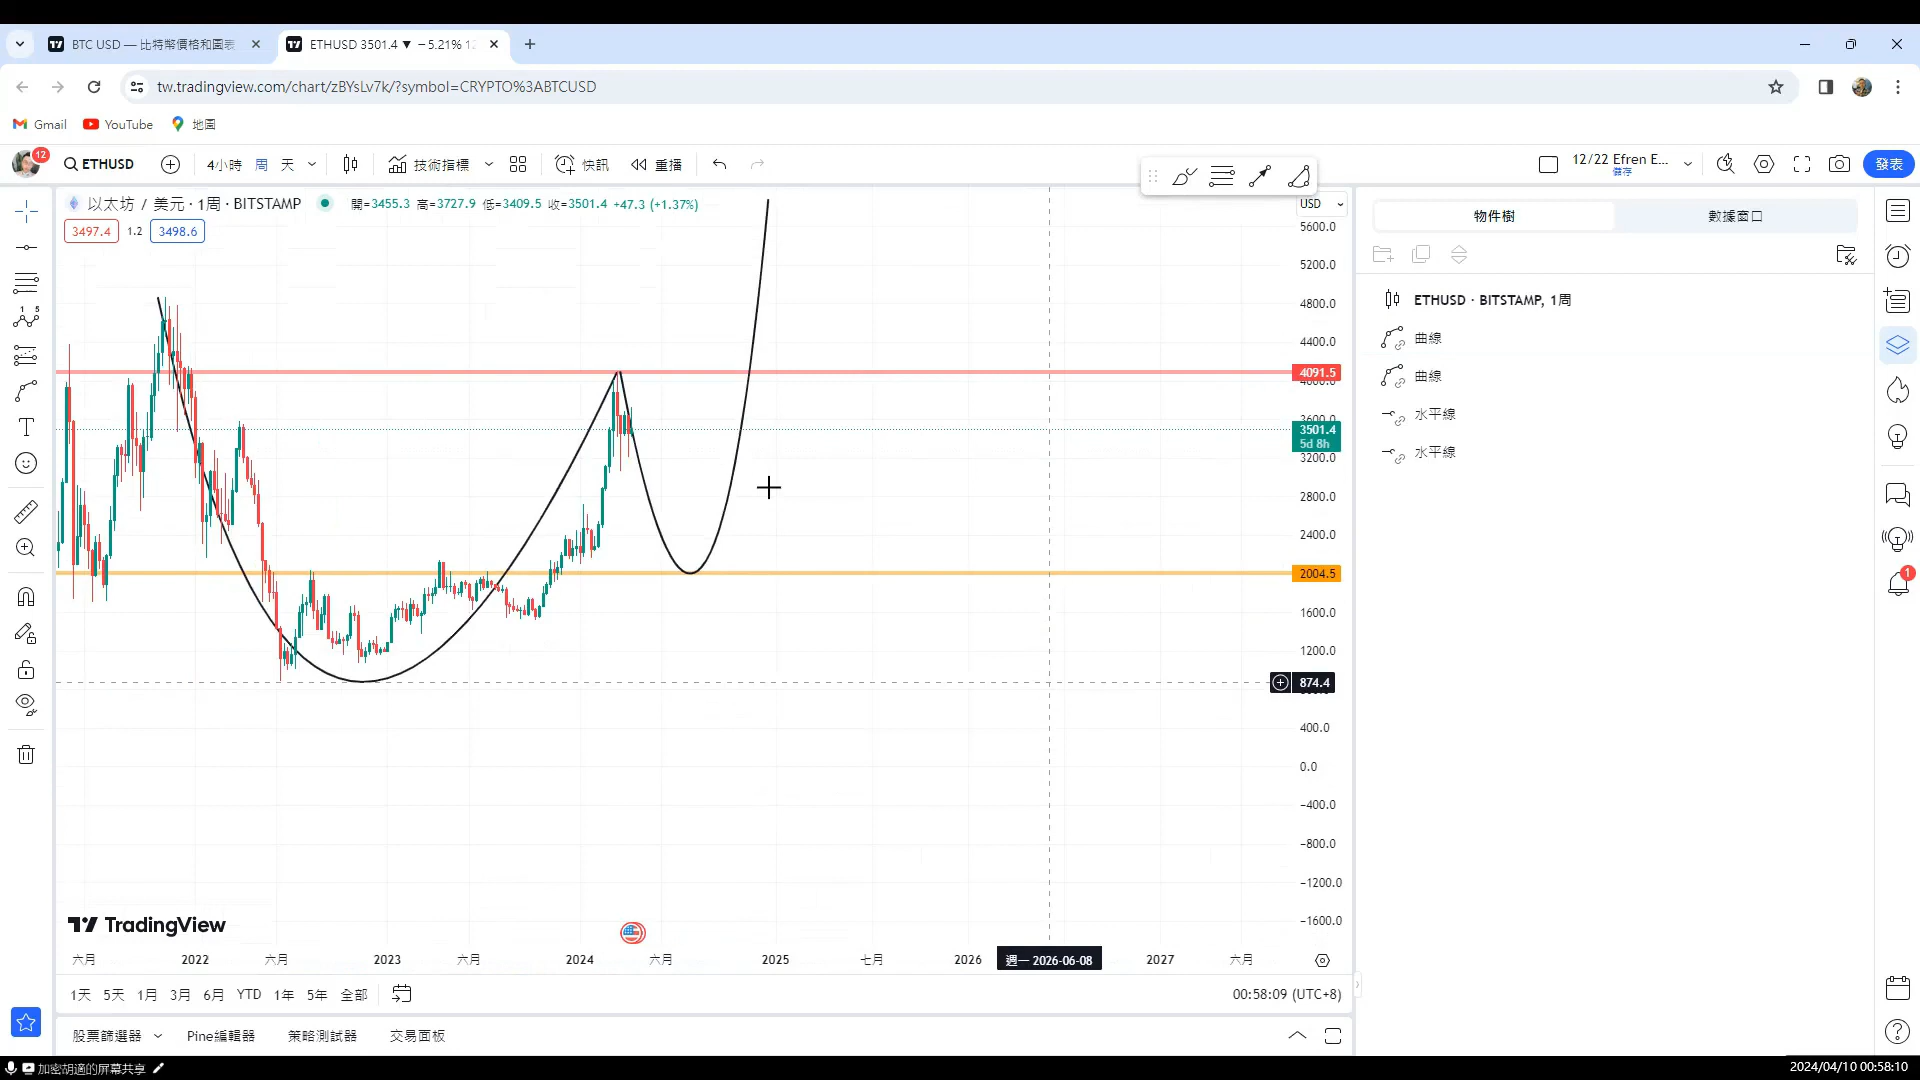 BTC USD — 比特幣價格和圖表
ETHUSD 3501.4 ▼ −5.21%
tw.tradingview.com/chart/zBYsLv7k/?symbol=CRYPTO%3ABTCUSD
Gmail YouTube 地圖
12 ETHUSD 4小時 周 天 技術指標 快訊 重播 12/22 Efren E... 儲存 發表
以太坊 / 美元 · 1周 · BITSTAMP 開=3455.3 高=3727.9 低=3409.5 收=3501.4 +47.3 (+1.37%)
3497.4 1.2 3498.6
USD
5600.0
5200.0
4800.0
4400.0
4091.5
4000.0
3600.0
3501.4
5d 8h
3200.0
2800.0
2400.0
2004.5
1600.0
1200.0
874.4
400.0
0.0
−400.0
−800.0
−1200.0
−1600.0
物件樹 數據窗口
ETHUSD · BITSTAMP, 1周
曲線
曲線
水平線
水平線
1
TradingView
六月 2022 六月 2023 六月 2024 六月 2025 七月 2026 週一 2026-06-08 2027 六月
1天 5天 1月 3月 6月 YTD 1年 5年 全部 00:58:09 (UTC+8)
股票篩選器 Pine編輯器 策略測試器 交易面板
加密胡適的屏幕共享 2024/04/10 00:58:10